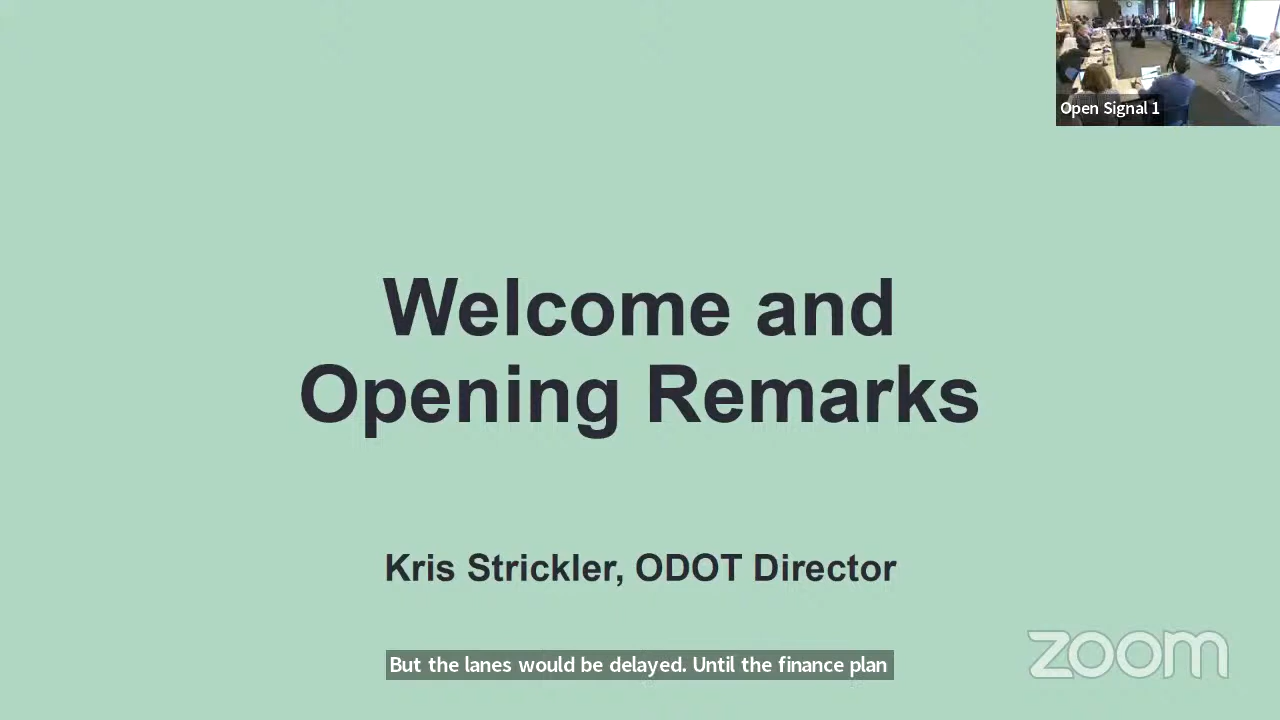 Open Signal 1
Welcome and
Opening Remarks
Kris Strickler, ODOT Director
But the lanes would be delayed. Until the finance plan
zoom